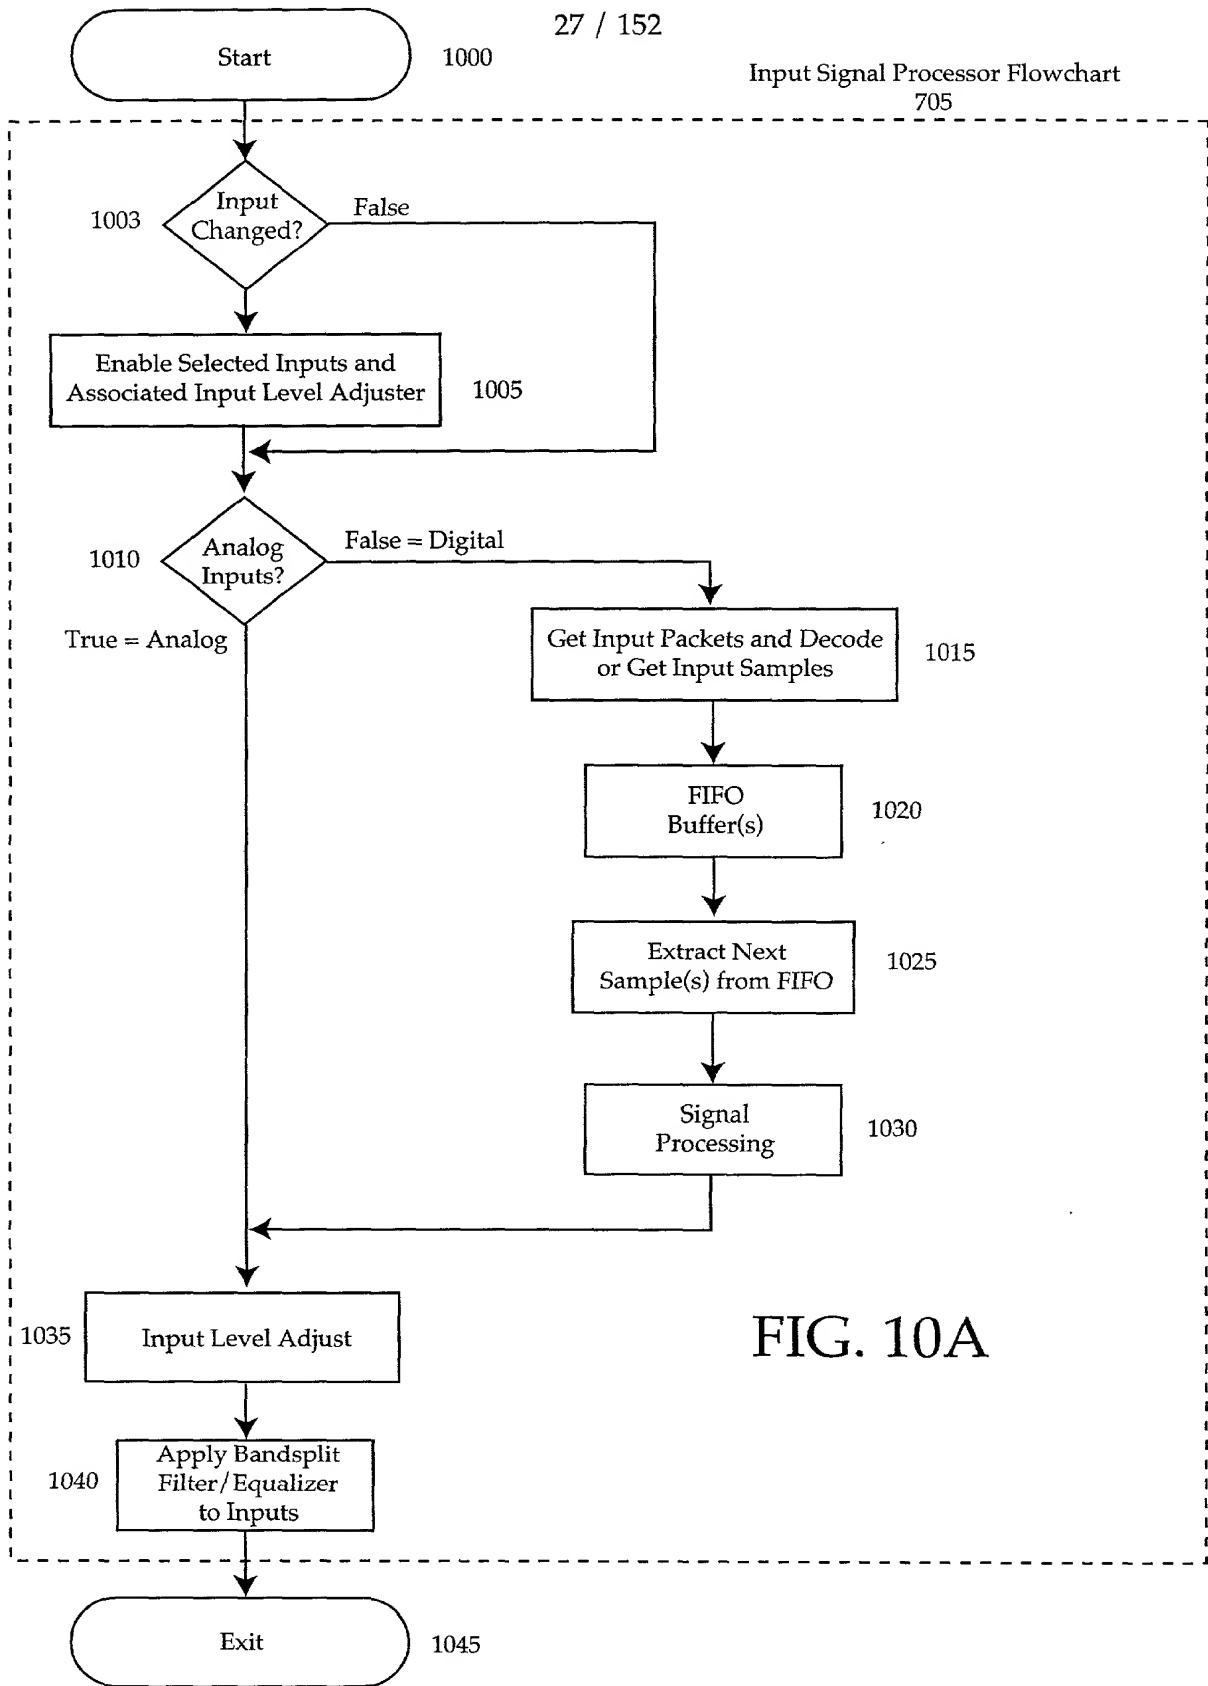 27 / 152
Start
1000
Input Signal Processor Flowchart
705
Input
Changed?
1003
False
Enable Selected Inputs and
Associated Input Level Adjuster
1005
Analog
Inputs?
1010
False = Digital
True = Analog
Get Input Packets and Decode
or Get Input Samples
1015
FIFO
Buffer(s)
1020
Extract Next
Sample(s) from FIFO
1025
Signal
Processing
1030
1035
Input Level Adjust
FIG. 10A
1040
Apply Bandsplit
Filter/Equalizer
to Inputs
Exit
1045